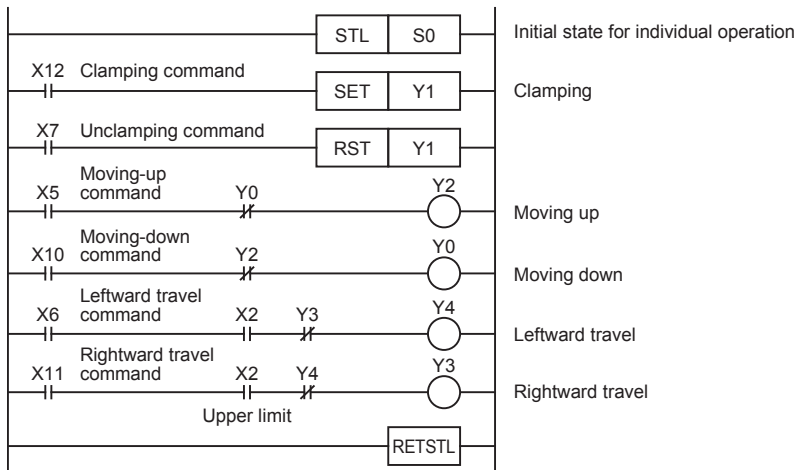 STL S0 Initial state for individual operation
X12 Clamping command SET Y1 Clamping
X7 Unclamping command RST Y1
Moving-up
X5 command Y0 Y2 Moving up
Moving-down
X10 command Y2 Y0 Moving down
Leftward travel
X6 command X2 Y3 Y4 Leftward travel
Rightward travel
X11 command X2 Y4 Y3 Rightward travel
Upper limit
RETSTL